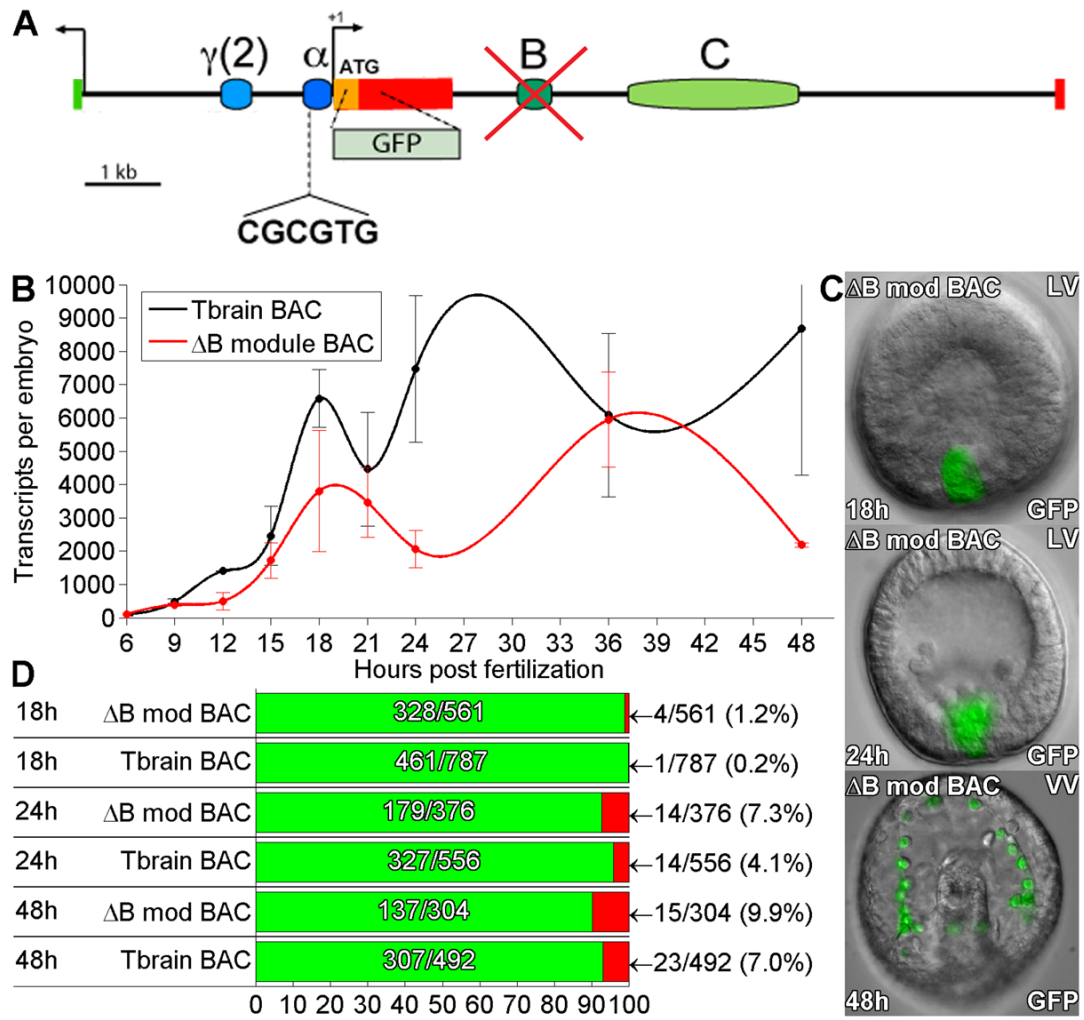 A
γ(2)
α
+1
ATG
B
C
GFP
1 kb
CGCGTG
B
Tbrain BAC
ΔB module BAC
Transcripts per embryo
10000
9000
8000
7000
6000
5000
4000
3000
2000
1000
0
6 9 12 15 18 21 24 27 30 33 36 39 42 45 48
Hours post fertilization
C
ΔB mod BAC LV
18h GFP
ΔB mod BAC LV
24h GFP
ΔB mod BAC VV
48h GFP
D
18h ΔB mod BAC 328/561 ←4/561 (1.2%)
18h Tbrain BAC 461/787 ←1/787 (0.2%)
24h ΔB mod BAC 179/376 ←14/376 (7.3%)
24h Tbrain BAC 327/556 ←14/556 (4.1%)
48h ΔB mod BAC 137/304 ←15/304 (9.9%)
48h Tbrain BAC 307/492 ←23/492 (7.0%)
0 10 20 30 40 50 60 70 80 90 100